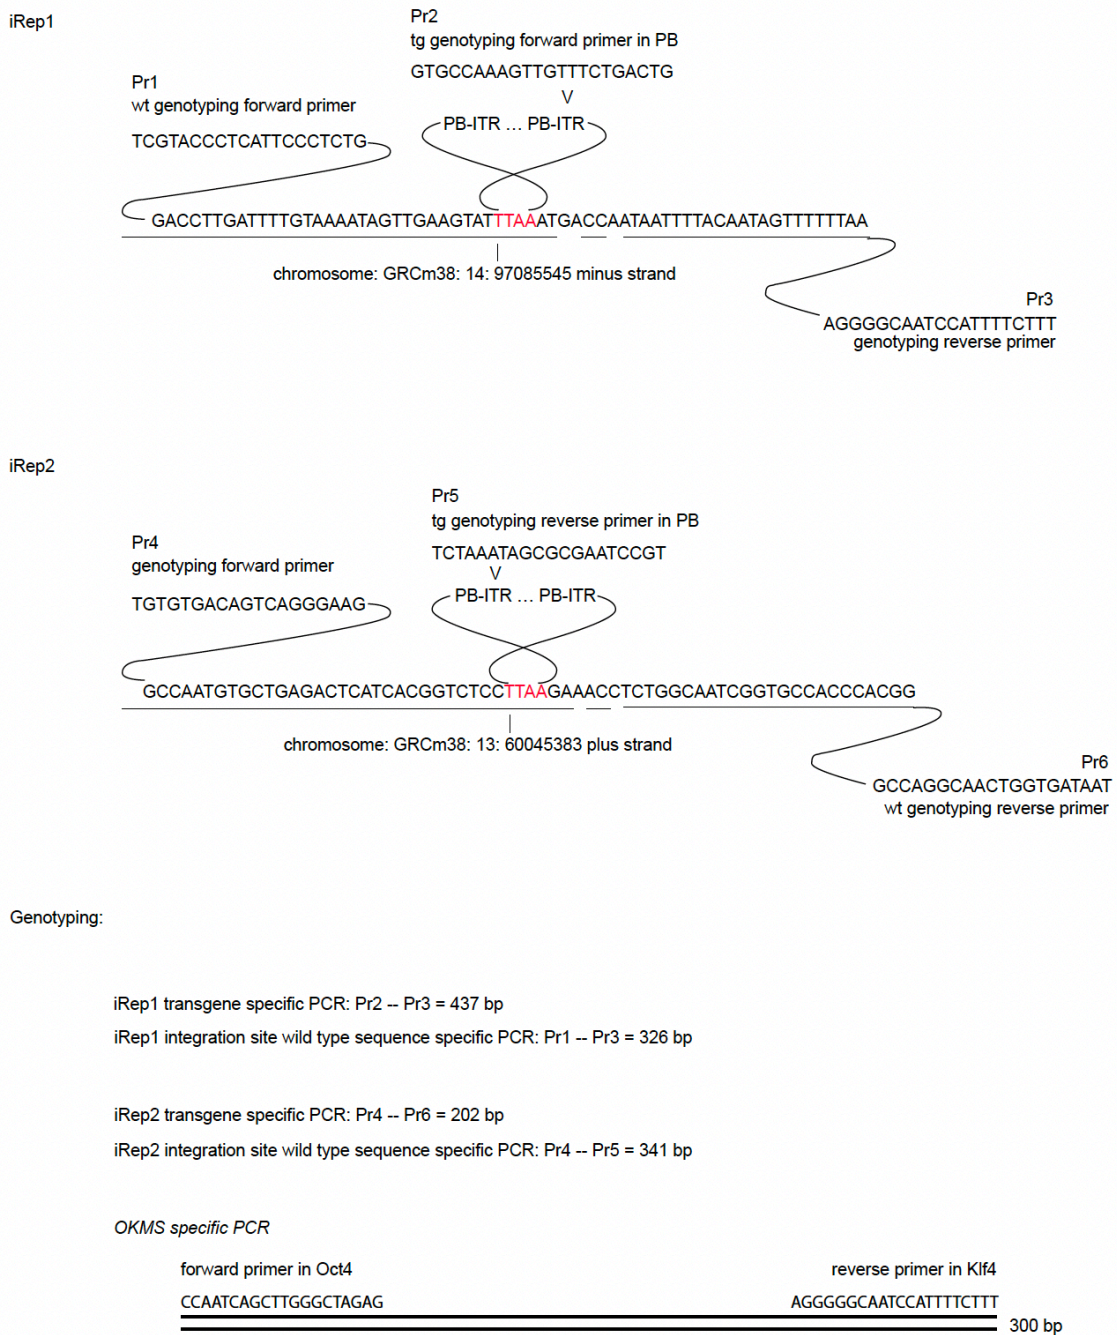 iRep1
Pr2
tg genotyping forward primer in PB
GTGCCAAAGTTGTTTCTGACTG
V
Pr1
wt genotyping forward primer
TCGTACCCTCATTCCCTCTG
PB-ITR ... PB-ITR
GACCTTGATTTTGTAAAATAGTTGAAGTATTTAAATGACCAATAATTTTACAATAGTTTTTTAA
chromosome: GRCm38: 14: 97085545 minus strand
Pr3
AGGGGCAATCCATTTTCTTT
genotyping reverse primer
iRep2
Pr5
tg genotyping reverse primer in PB
TCTAAATAGCGCGAATCCGT
V
Pr4
genotyping forward primer
TGTGTGACAGTCAGGGAAG
PB-ITR ... PB-ITR
GCCAATGTGCTGAGACTCATCACGGTCTCCTTAAGAAACCTCTGGCAATCGGTGCCACCCACGG
chromosome: GRCm38: 13: 60045383 plus strand
Pr6
GCCAGGCAACTGGTGATAAT
wt genotyping reverse primer
Genotyping:
iRep1 transgene specific PCR: Pr2 -- Pr3 = 437 bp
iRep1 integration site wild type sequence specific PCR: Pr1 -- Pr3 = 326 bp
iRep2 transgene specific PCR: Pr4 -- Pr6 = 202 bp
iRep2 integration site wild type sequence specific PCR: Pr4 -- Pr5 = 341 bp
OKMS specific PCR
forward primer in Oct4
reverse primer in Klf4
CCAATCAGCTTGGGCTAGAG
AGGGGGCAATCCATTTTCTTT
300 bp